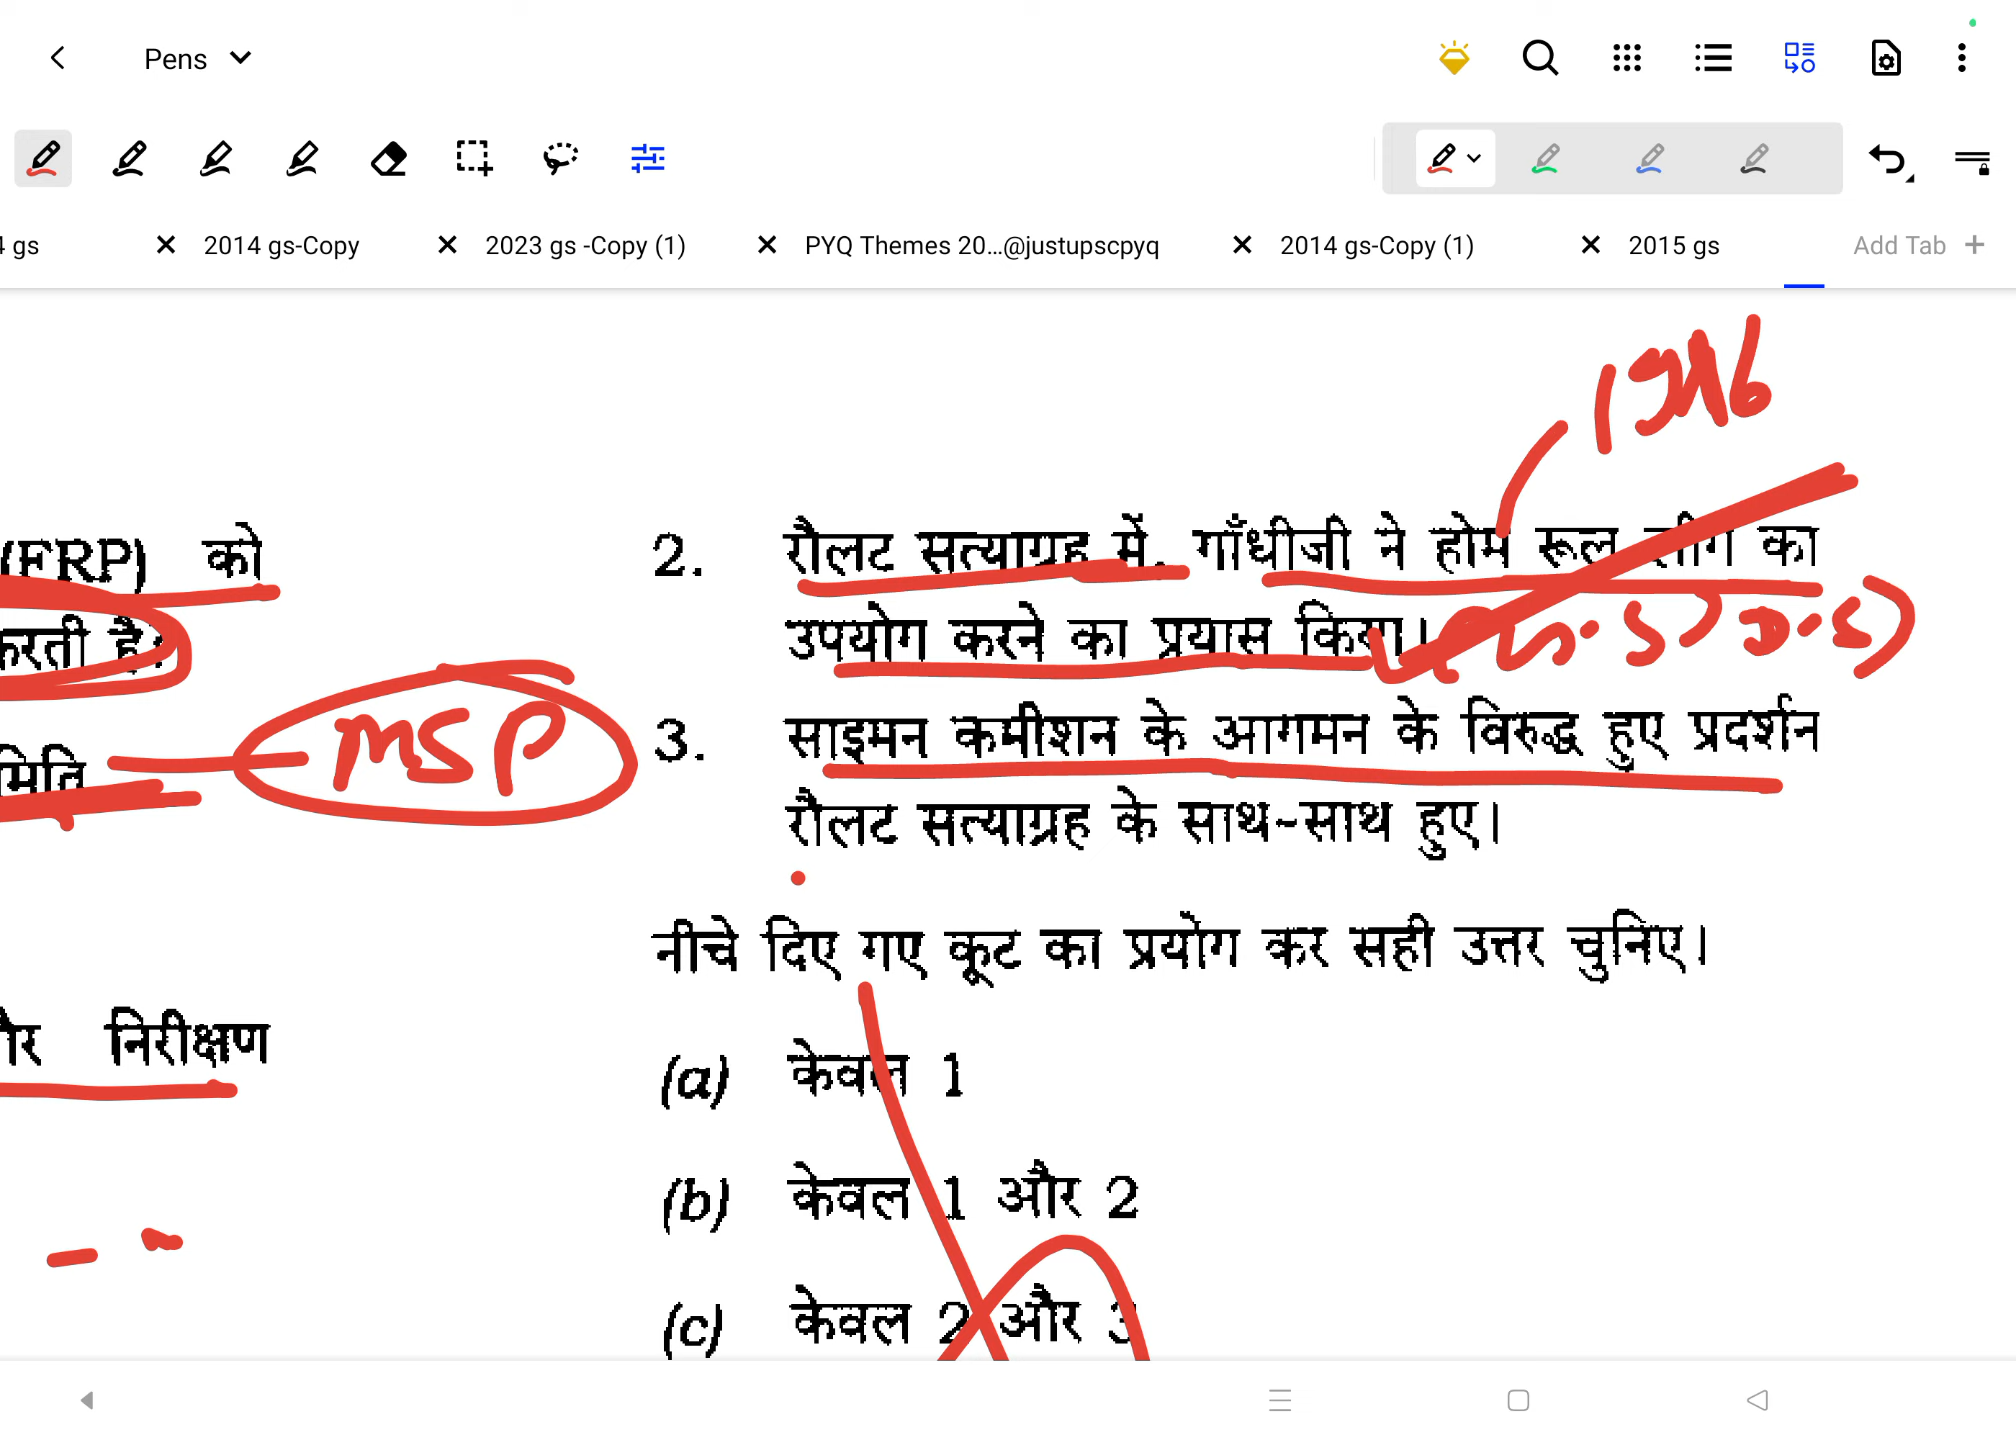 Pens
4 gs
2014 gs-Copy
2023 gs -Copy (1)
PYQ Themes 20...@justupscpyq
2014 gs-Copy (1)
2015 gs
Add Tab +
(FRP) को
करती है।
मिति
MSP
और निरीक्षण
2. रौलट सत्याग्रह में, गाँधीजी ने होम रूल लीग का
उपयोग करने का प्रयास किया।
3. साइमन कमीशन के आगमन के विरुद्ध हुए प्रदर्शन
रौलट सत्याग्रह के साथ-साथ हुए।
नीचे दिए गए कूट का प्रयोग कर सही उत्तर चुनिए।
(a) केवल 1
(b) केवल 1 और 2
(c) केवल 2 और 3